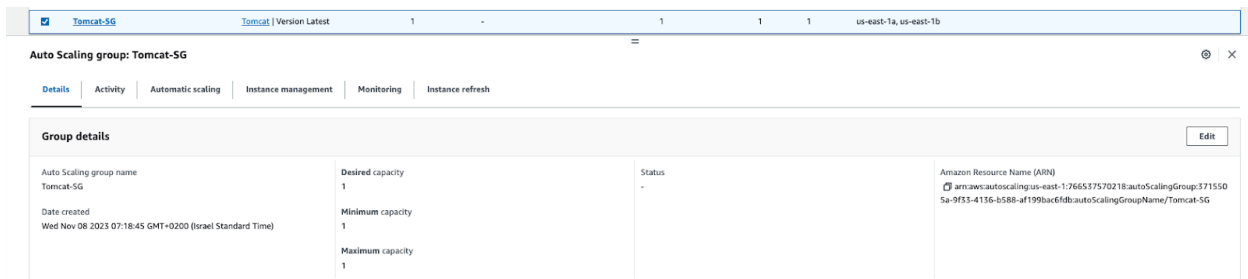 Tomcat-SG Tomcat | Version Latest 1 - 1 1 1 us-east-1a, us-east-1b
=
Auto Scaling group: Tomcat-SG
Details Activity Automatic scaling Instance management Monitoring Instance refresh
Group details Edit
Auto Scaling group name Desired capacity Status Amazon Resource Name (ARN)
Tomcat-SG 1 - arn:aws:autoscaling:us-east-1:766537570218:autoScalingGroup:371550
5a-9f33-4136-b588-af199bac6fdb:autoScalingGroupName/Tomcat-SG
Date created Minimum capacity
Wed Nov 08 2023 07:18:45 GMT+0200 (Israel Standard Time) 1
Maximum capacity
1